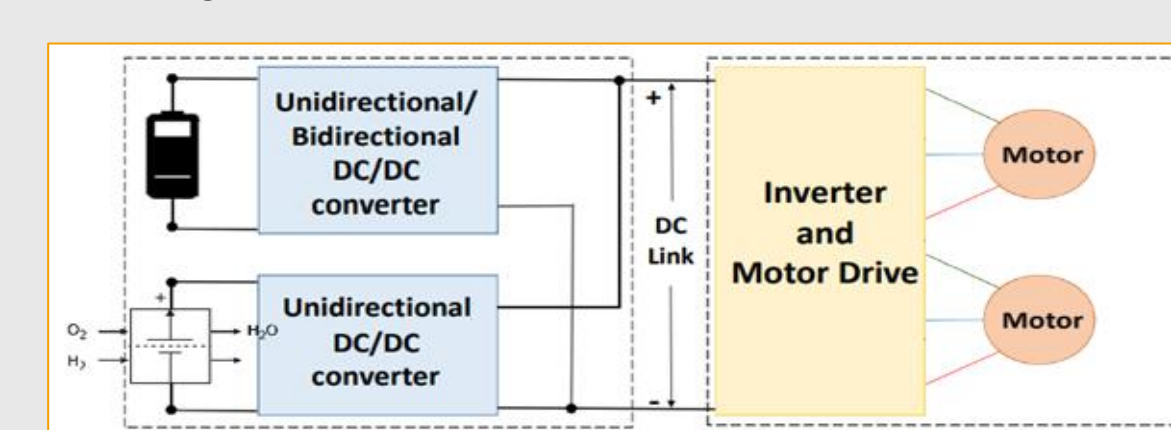 Unidirectional/
Bidirectional
DC/DC
converter
+
DC
Link
-
Inverter
and
Motor Drive
Motor
Motor
+
O₂
H₂
H₂O
Unidirectional
DC/DC
converter